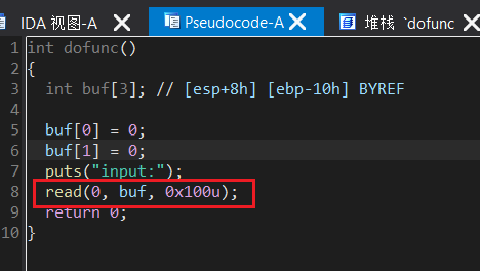 IDA 视图-A Pseudocode-A 堆栈 `dofunc
1 int dofunc()
2 {
3 int buf[3]; // [esp+8h] [ebp-10h] BYREF
4
5 buf[0] = 0;
6 buf[1] = 0;
7 puts("input:");
8 read(0, buf, 0x100u);
9 return 0;
10 }